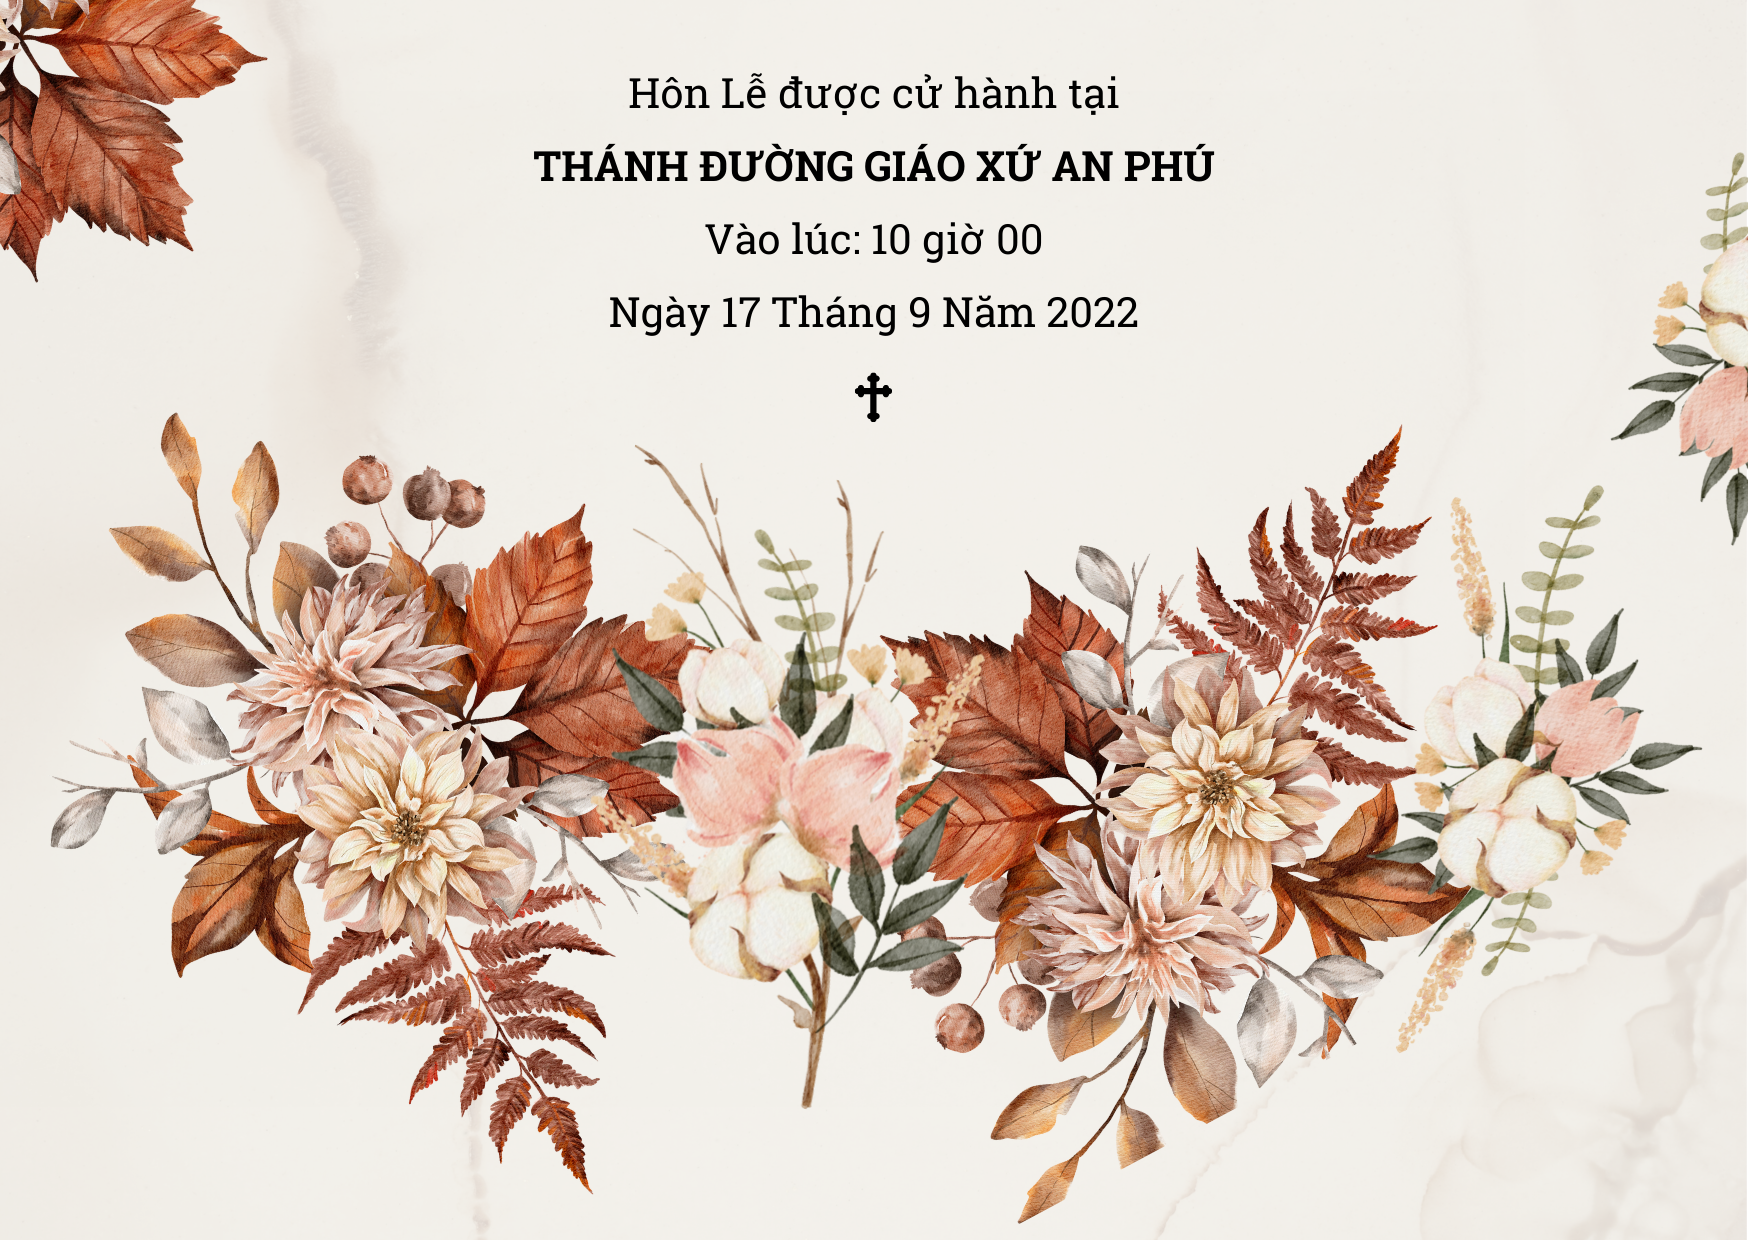 Hôn Lễ được cử hành tại
THÁNH ĐƯỜNG GIÁO XỨ AN PHÚ
Vào lúc: 10 giờ 00
Ngày 17 Tháng 9 Năm 2022